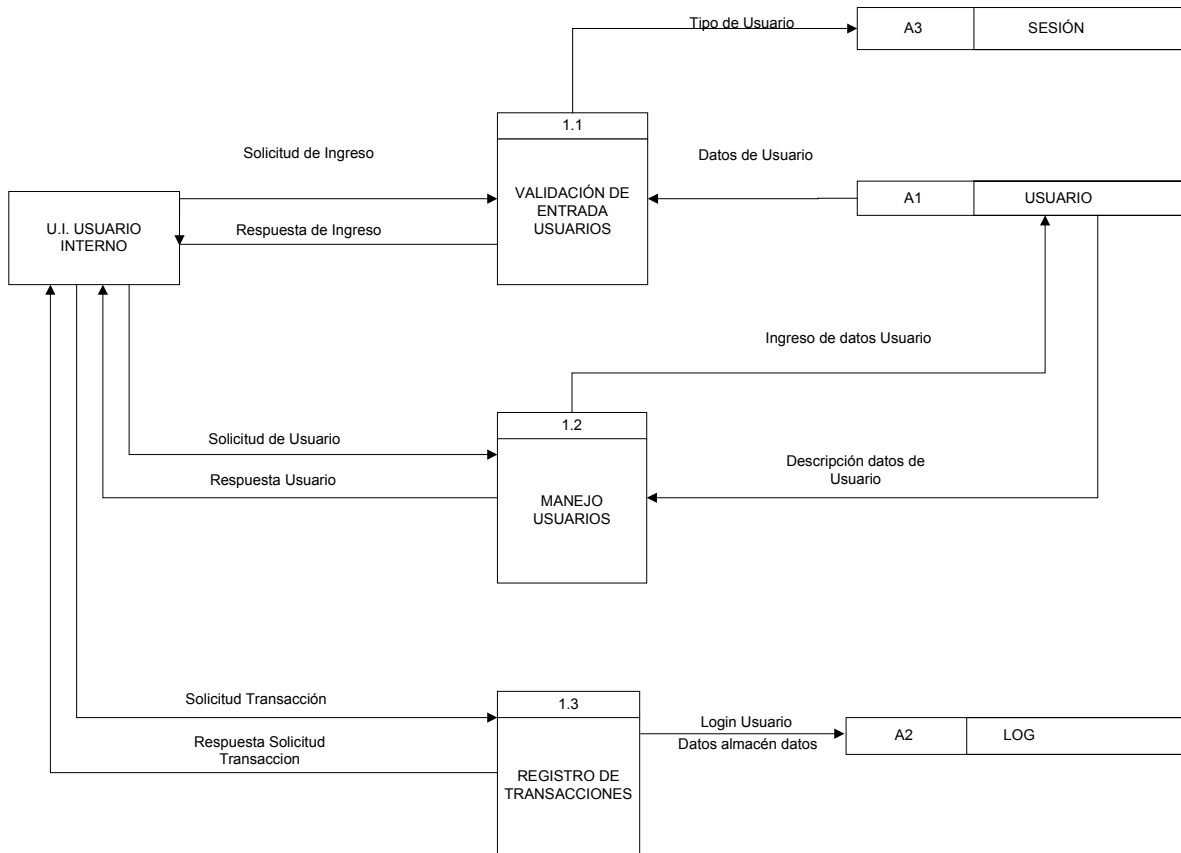 Tipo de Usuario
A3
SESIÓN
1.1
Solicitud de Ingreso
Datos de Usuario
VALIDACIÓN DE
ENTRADA
USUARIOS
A1
USUARIO
U.I. USUARIO
INTERNO
Respuesta de Ingreso
Ingreso de datos Usuario
1.2
Solicitud de Usuario
Descripción datos de
Usuario
Respuesta Usuario
MANEJO
USUARIOS
Solicitud Transacción
1.3
Login Usuario
Datos almacén datos
A2
LOG
Respuesta Solicitud
Transaccion
REGISTRO DE
TRANSACCIONES